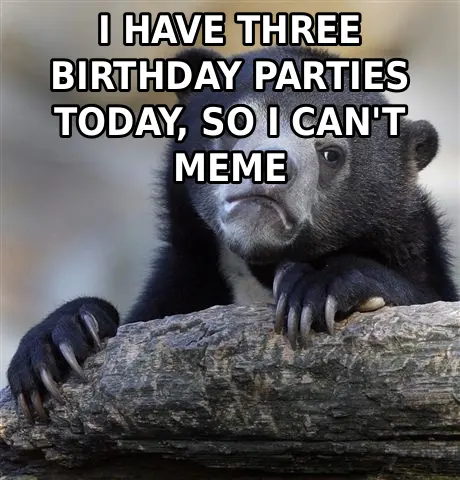 I HAVE THREE
BIRTHDAY PARTIES
TODAY, SO I CAN'T
MEME